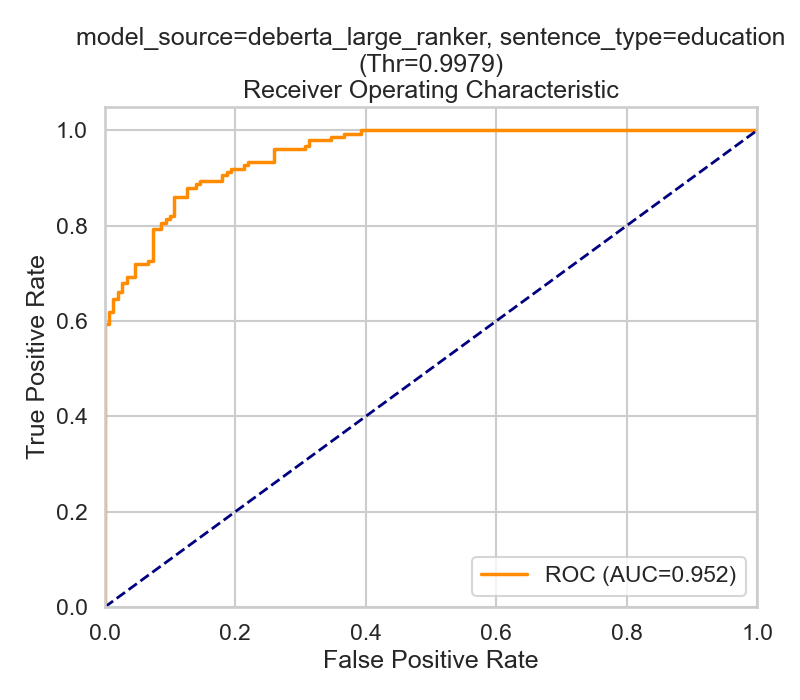 model_source=deberta_large_ranker, sentence_type=education
(Thr=0.9979)
Receiver Operating Characteristic
1.0
0.8
0.6
0.4
0.2
0.0
True Positive Rate
ROC (AUC=0.952)
0.0 0.2 0.4 0.6 0.8 1.0
False Positive Rate